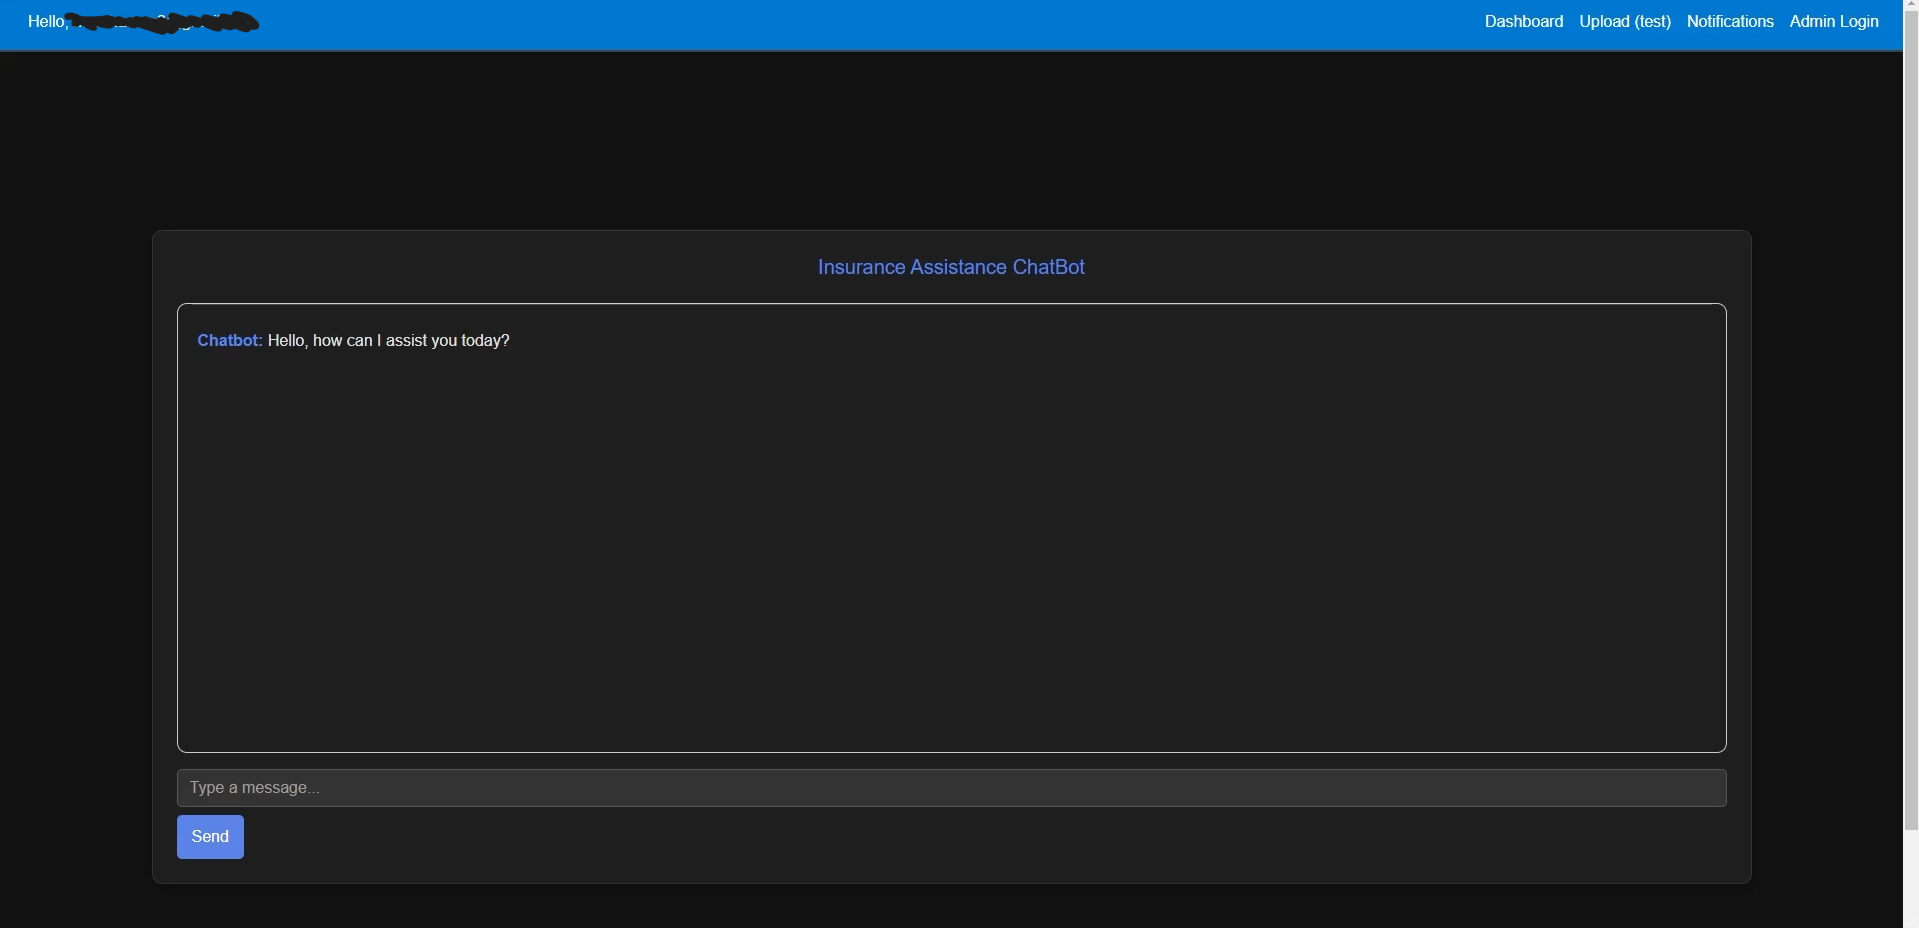 Hello,
Dashboard Upload (test) Notifications Admin Login
Insurance Assistance ChatBot
Chatbot: Hello, how can I assist you today?
Type a message...
Send